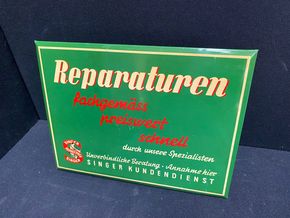 Reparaturen
fachgemäss
preiswert
schnell
durch unsere Spezialisten
Unverbindliche Beratung · Annahme hier
SINGER KUNDENDIENST